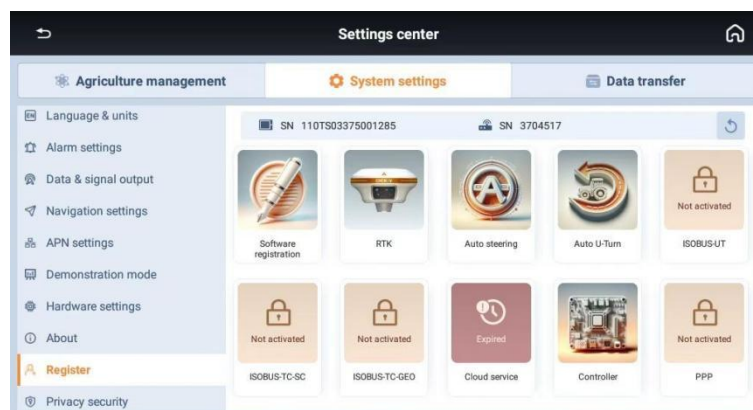 Settings center
Agriculture management
System settings
Data transfer
EN Language & units
Alarm settings
Data & signal output
Navigation settings
APN settings
Demonstration mode
Hardware settings
About
Register
Privacy security
SN 110TS03375001285
SN 3704517
Software
registration
RTK
Auto steering
Auto U-Turn
Not activated
ISOBUS-UT
Not activated
ISOBUS-TC-SC
Not activated
ISOBUS-TC-GEO
Expired
Cloud service
Controller
Not activated
PPP